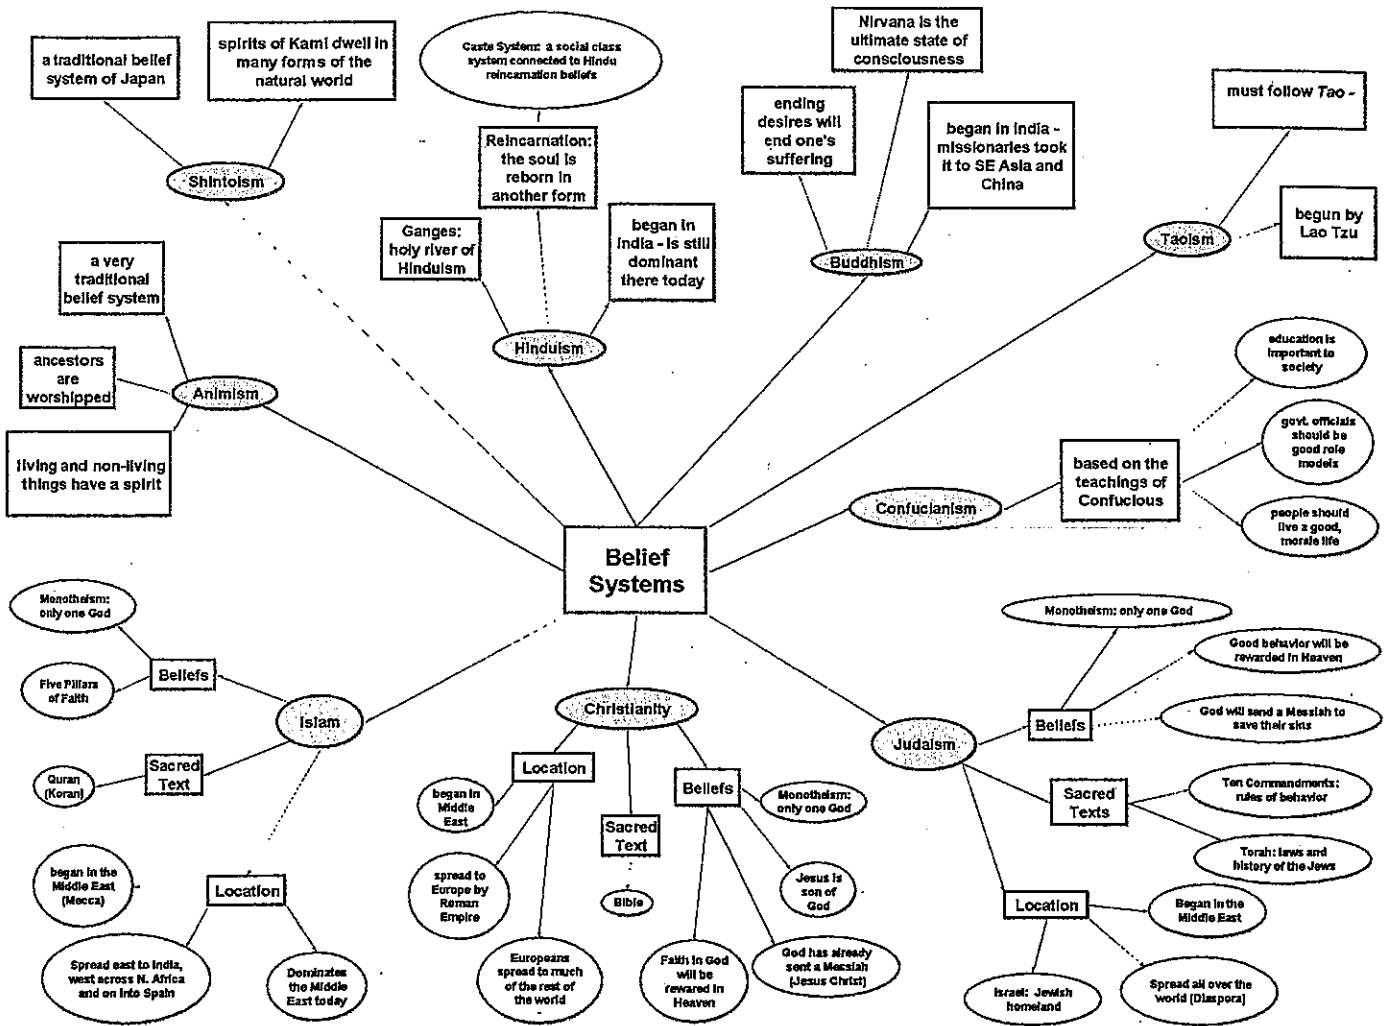 a traditional belief
system of Japan
spirits of Kami dwell in
many forms of the
natural world
Shintoism
Caste System: a social class
system connected to Hindu
reincarnation beliefs
Reincarnation:
the soul is
reborn in
another form
Ganges:
holy river of
Hinduism
began in
India - is still
dominant
there today
Hinduism
Nirvana is the
ultimate state of
consciousness
ending
desires will
end one's
suffering
began in India -
missionaries took
it to SE Asia and
China
Buddhism
must follow Tao -
begun by
Lao Tzu
Taoism
a very
traditional
belief system
ancestors
are
worshipped
living and non-living
things have a spirit
Animism
education is
important to
society
govt. officials
should be
good role
models
people should
live a good,
morale life
based on the
teachings of
Confucious
Confucianism
Belief
Systems
Monotheism:
only one God
Five Pillars
of Faith
Beliefs
Islam
Quran
(Koran)
Sacred
Text
began in the
Middle East
(Mecca)
Location
Spread east to India,
west across N. Africa
and on into Spain
Dominates
the Middle
East today
Christianity
Location
began in
Middle
East
spread to
Europe by
Roman
Empire
Europeans
spread to much
of the rest of
the world
Sacred
Text
Bible
Beliefs
Monotheism:
only one God
Jesus is
son of
God
God has already
sent a Messiah
(Jesus Christ)
Faith in God
will be
rewared in
Heaven
Judaism
Monotheism: only one God
Good behavior will be
rewarded in Heaven
God will send a Messiah to
save their sins
Beliefs
Sacred
Texts
Ten Commandments:
rules of behavior
Torah: laws and
history of the Jews
Location
Began in the
Middle East
Spread all over the
world (Diaspora)
Israel: Jewish
homeland